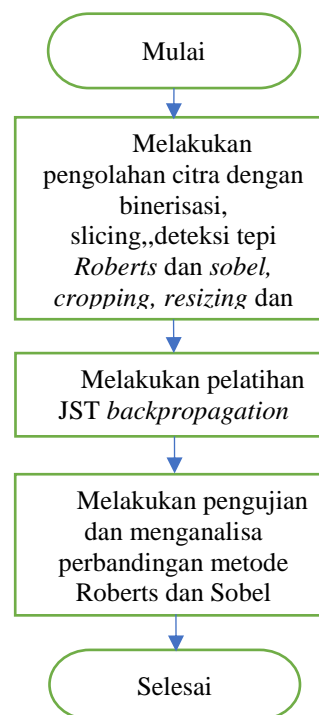 Mulai
Melakukan
pengolahan citra dengan
binerisasi,
slicing,,deteksi tepi
Roberts dan sobel,
cropping, resizing dan
Melakukan pelatihan
JST backpropagation
Melakukan pengujian
dan menganalisa
perbandingan metode
Roberts dan Sobel
Selesai